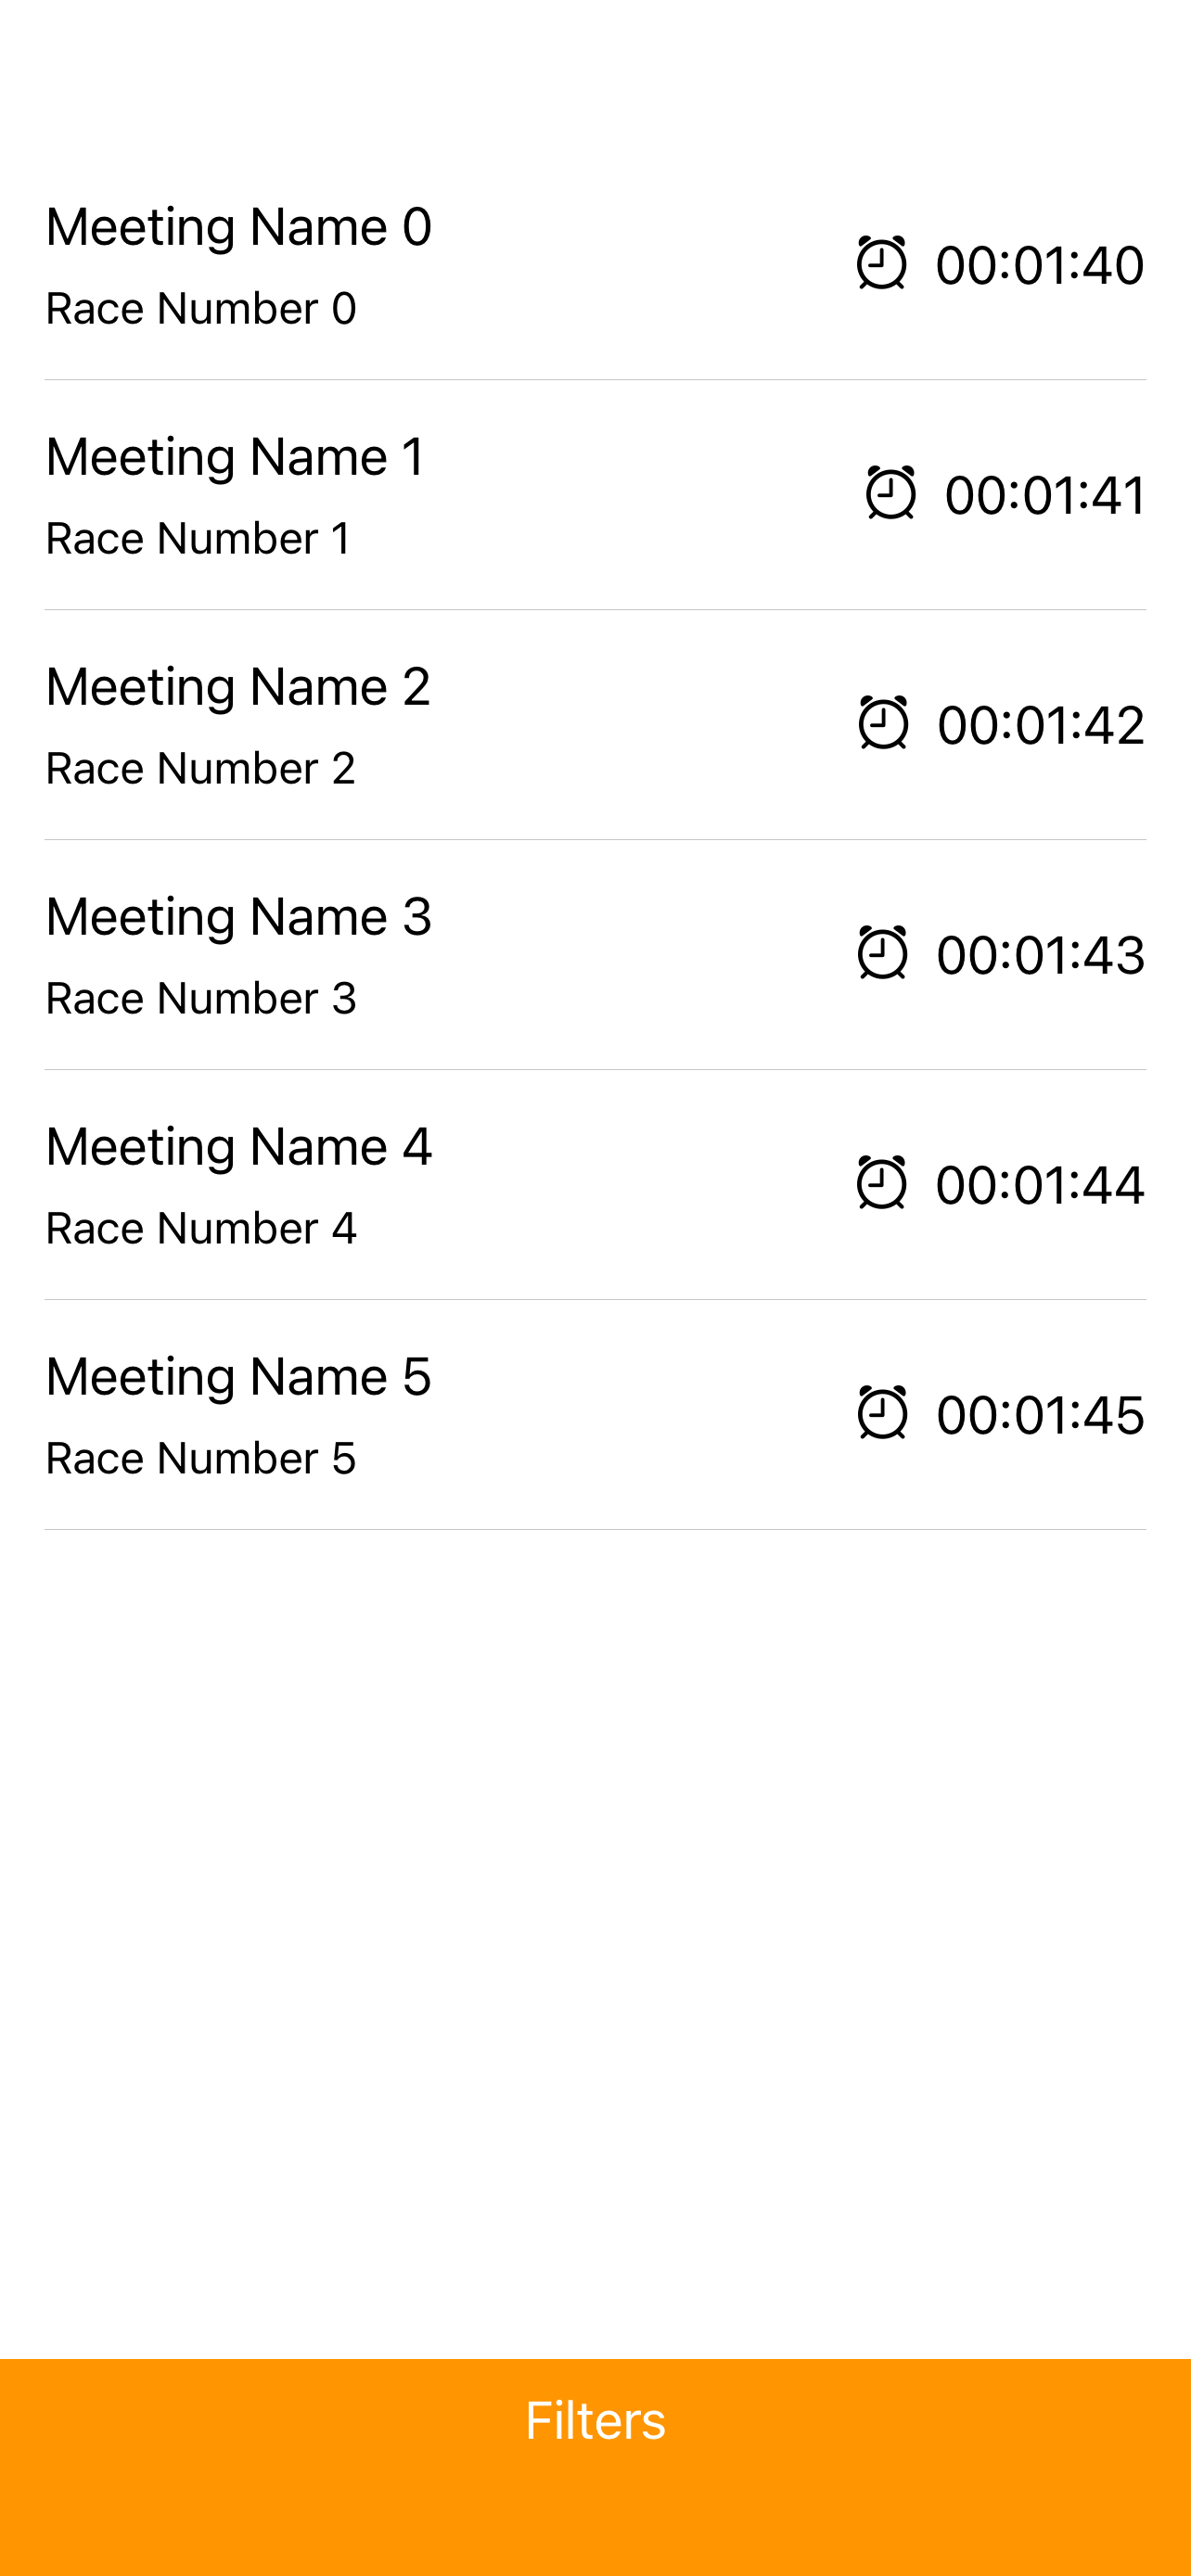 Meeting Name 0
Race Number 0
00:01:40
Meeting Name 1
Race Number 1
00:01:41
Meeting Name 2
Race Number 2
00:01:42
Meeting Name 3
Race Number 3
00:01:43
Meeting Name 4
Race Number 4
00:01:44
Meeting Name 5
Race Number 5
00:01:45
Filters